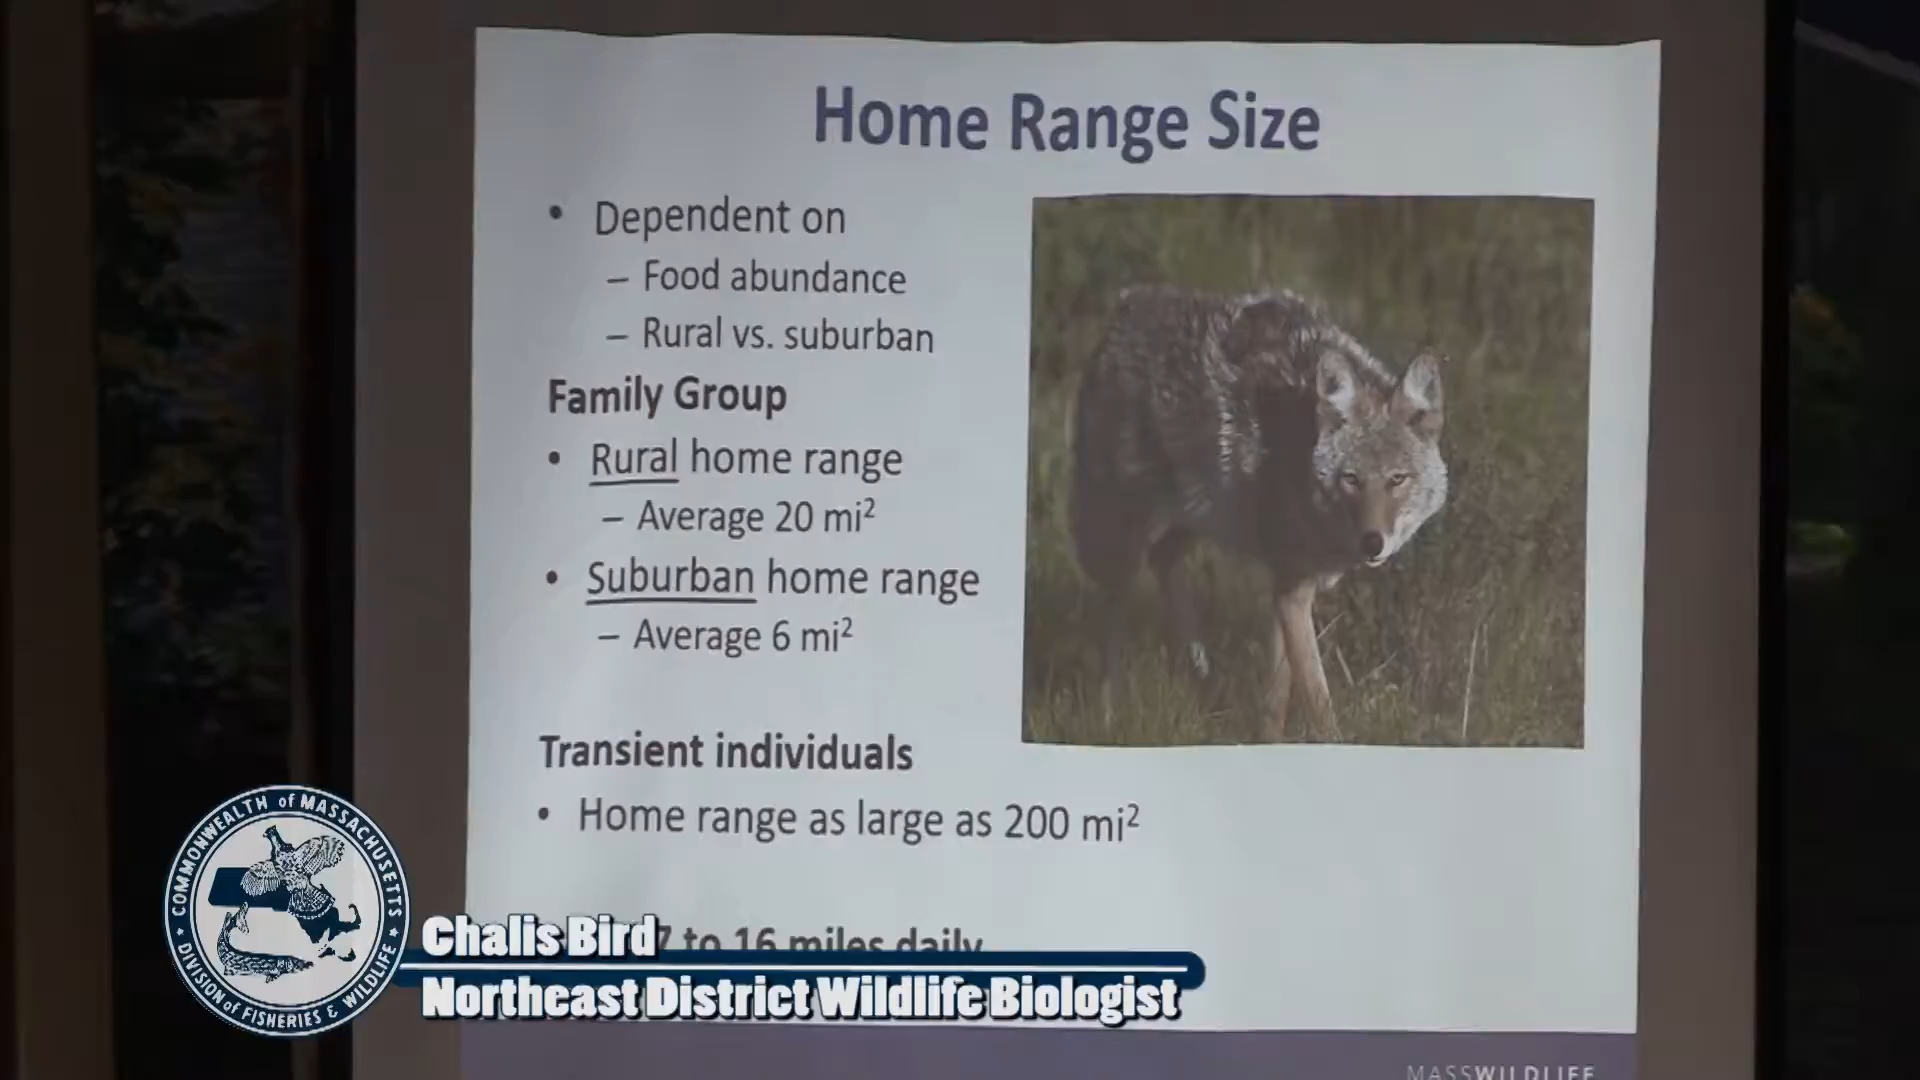 Home Range Size
• Dependent on
– Food abundance
– Rural vs. suburban
Family Group
• Rural home range
– Average 20 mi²
• Suburban home range
– Average 6 mi²
Transient individuals
• Home range as large as 200 mi²
7 to 16 miles daily
COMMONWEALTH of MASSACHUSETTS
DIVISION of FISHERIES & WILDLIFE
Chalis Bird
Northeast District Wildlife Biologist
MASSWILDLIFE